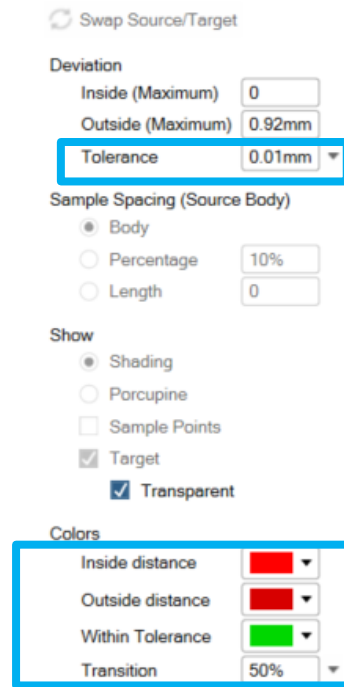 Swap Source/Target
Deviation
Inside (Maximum) 0
Outside (Maximum) 0.92mm
Tolerance 0.01mm
Sample Spacing (Source Body)
Body
Percentage 10%
Length 0
Show
Shading
Porcupine
Sample Points
Target
Transparent
Colors
Inside distance
Outside distance
Within Tolerance
Transition 50%